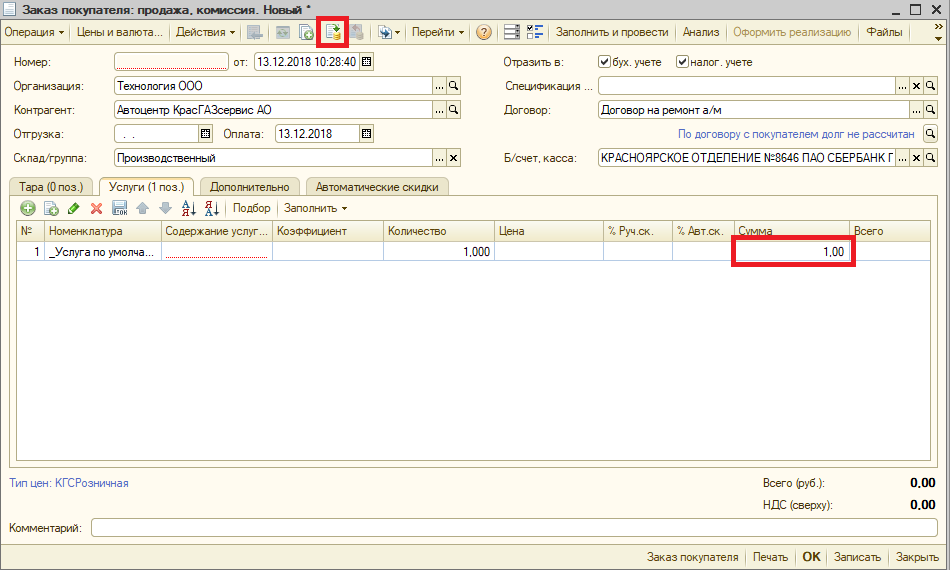 Заказ покупателя: продажа, комиссия. Новый *
Операция Цены и валюта... Действия Перейти Заполнить и провести Анализ Оформить реализацию Файлы
Номер: от: 13.12.2018 10:28:40 Отразить в: бух. учете налог. учете
Организация: Технология ООО Спецификация ...
Контрагент: Автоцентр КрасГАЗсервис АО Договор: Договор на ремонт а/м
Отгрузка: . . Оплата: 13.12.2018 По договору с покупателем долг не рассчитан
Склад/группа: Производственный Б/счет, касса: КРАСНОЯРСКОЕ ОТДЕЛЕНИЕ №8646 ПАО СБЕРБАНК Г
Тара (0 поз.) Услуги (1 поз.) Дополнительно Автоматические скидки
Подбор Заполнить
№ Номенклатура Содержание услуг... Коэффициент Количество Цена % Руч.ск. % Авт.ск. Сумма Всего
1 _Услуга по умолча... 1,000 1,00
Тип цен: КГСРозничная Всего (руб.): 0,00
НДС (сверху): 0,00
Комментарий:
Заказ покупателя Печать OK Записать Закрыть